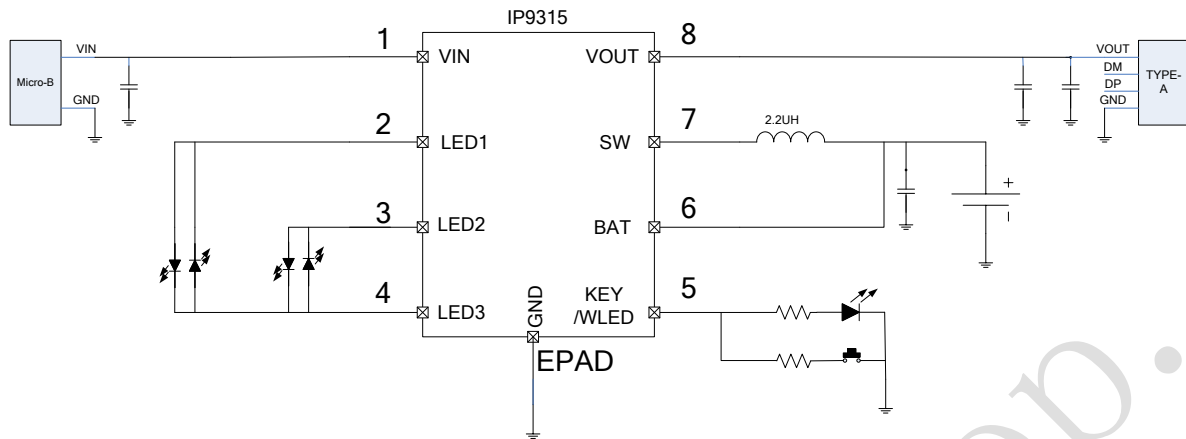 IP9315
1
8
VIN
VIN
VOUT
VOUT
Micro-B
DM
DP
TYPE-
A
GND
GND
2
7
2.2UH
LED1
SW
3
6
+
LED2
BAT
−
4
5
LED3
GND
KEY
/WLED
EPAD
op.